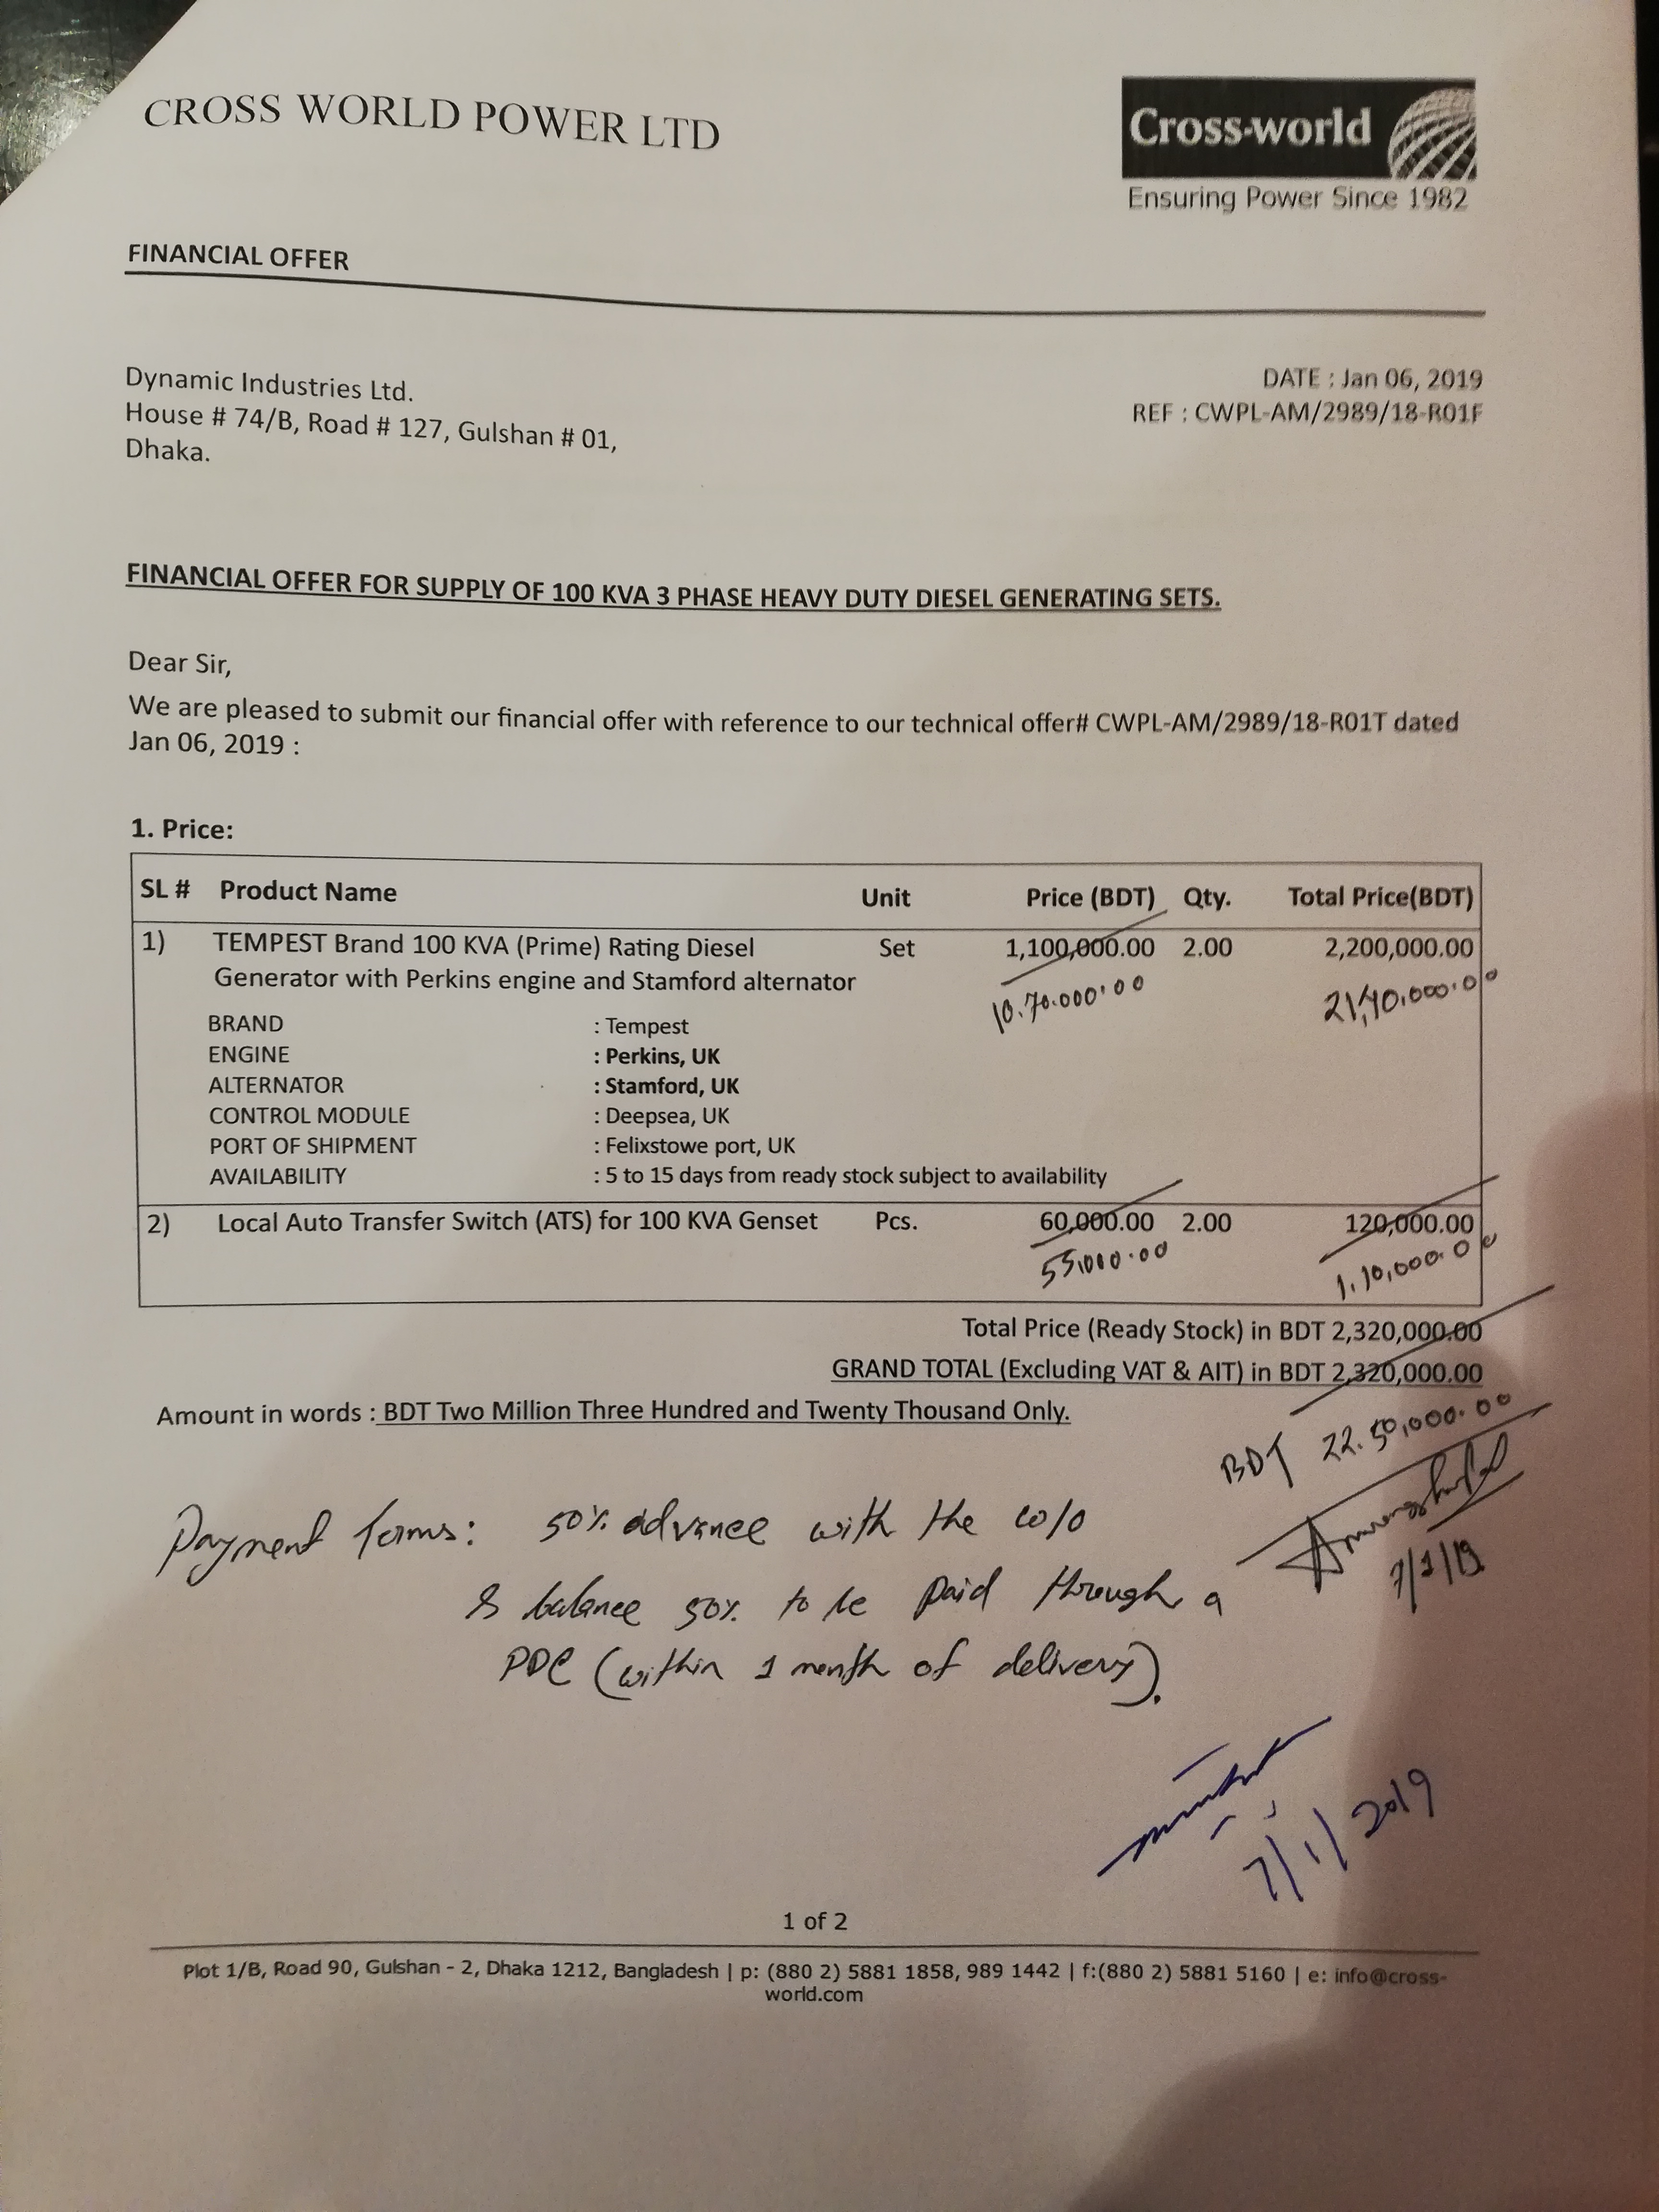 CROSS WORLD POWER LTD
Cross-world
Ensuring Power Since 1982
FINANCIAL OFFER
Dynamic Industries Ltd.
House # 74/B, Road # 127, Gulshan # 01,
Dhaka.
DATE : Jan 06, 2019
REF : CWPL-AM/2989/18-R01F
FINANCIAL OFFER FOR SUPPLY OF 100 KVA 3 PHASE HEAVY DUTY DIESEL GENERATING SETS.
Dear Sir,
We are pleased to submit our financial offer with reference to our technical offer# CWPL-AM/2989/18-R01T dated
Jan 06, 2019 :
1. Price:
SL # Product Name Unit Price (BDT) Qty. Total Price(BDT)
1) TEMPEST Brand 100 KVA (Prime) Rating Diesel Set 1,100,000.00 2.00 2,200,000.00
Generator with Perkins engine and Stamford alternator 10.70.000.00 21,40,000.00
BRAND : Tempest
ENGINE : Perkins, UK
ALTERNATOR : Stamford, UK
CONTROL MODULE : Deepsea, UK
PORT OF SHIPMENT : Felixstowe port, UK
AVAILABILITY : 5 to 15 days from ready stock subject to availability
2) Local Auto Transfer Switch (ATS) for 100 KVA Genset Pcs. 60,000.00 2.00 120,000.00
55,000.00 1,10,000.00
Total Price (Ready Stock) in BDT 2,320,000.00
GRAND TOTAL (Excluding VAT & AIT) in BDT 2,320,000.00
Amount in words : BDT Two Million Three Hundred and Twenty Thousand Only.
BDT 22.50,000.00
Payment terms: 50% advance with the w/o
& balance 50% to be paid through a
PDC (within 1 month of delivery).
7/1/19
7/1/2019
1 of 2
Plot 1/B, Road 90, Gulshan - 2, Dhaka 1212, Bangladesh | p: (880 2) 5881 1858, 989 1442 | f:(880 2) 5881 5160 | e: info@cross-
world.com